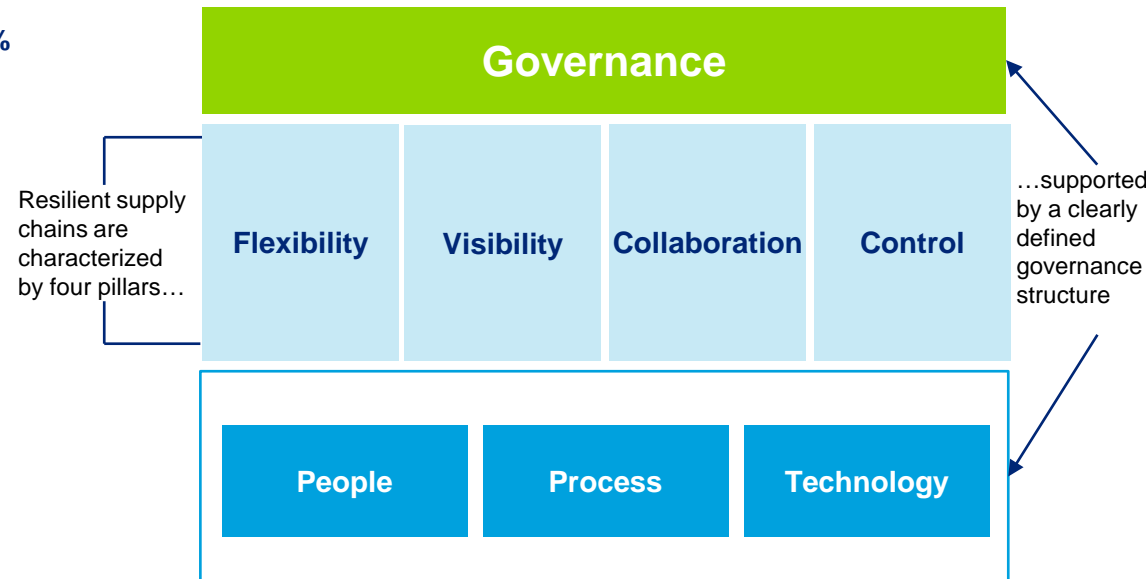 %
Governance
Resilient supply
chains are
characterized
by four pillars…
Flexibility
Visibility
Collaboration
Control
…supported
by a clearly
defined
governance
structure
People
Process
Technology